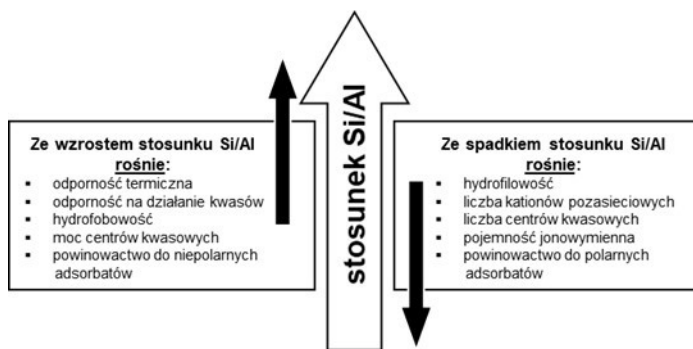 Ze wzrostem stosunku Si/Al
rośnie:
▪ odporność termiczna
▪ odporność na działanie kwasów
▪ hydrofobowość
▪ moc centrów kwasowych
▪ powinowactwo do niepolarnych
adsorbatów
stosunek Si/Al
Ze spadkiem stosunku Si/Al
rośnie:
▪ hydrofilowość
▪ liczba kationów pozasieciowych
▪ liczba centrów kwasowych
▪ pojemność jonowymienna
▪ powinowactwo do polarnych
adsorbatów